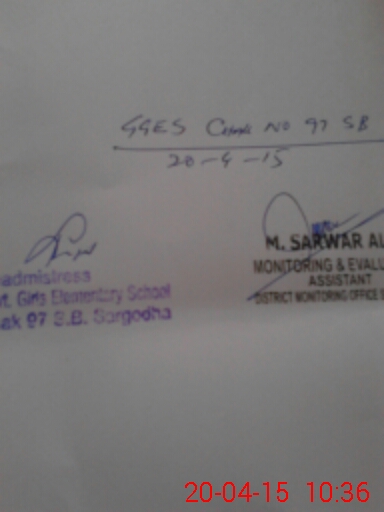 GGES Chak No 97 SB
20-4-15
eadmistress
t. Girls Elementary School
ak 97 S.B. Sargodha
M. SARWAR AL
MONITORING & EVALU
ASSISTANT
DISTRICT MONITORING OFFICE
20-04-15 10:36